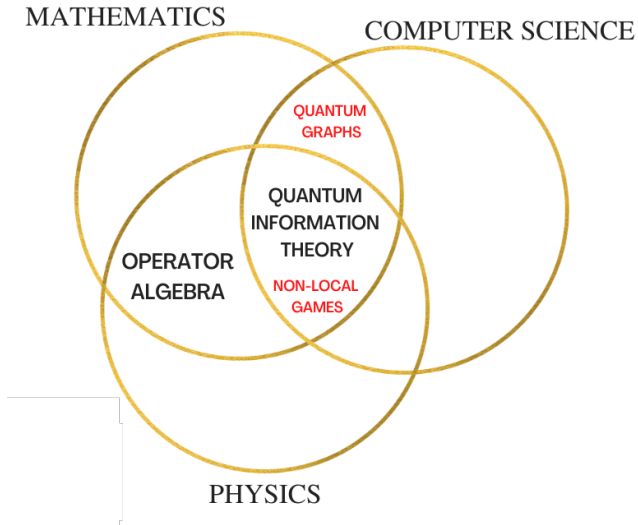 MATHEMATICS
COMPUTER SCIENCE
QUANTUM
GRAPHS
QUANTUM
INFORMATION
THEORY
OPERATOR
ALGEBRA
NON-LOCAL
GAMES
PHYSICS